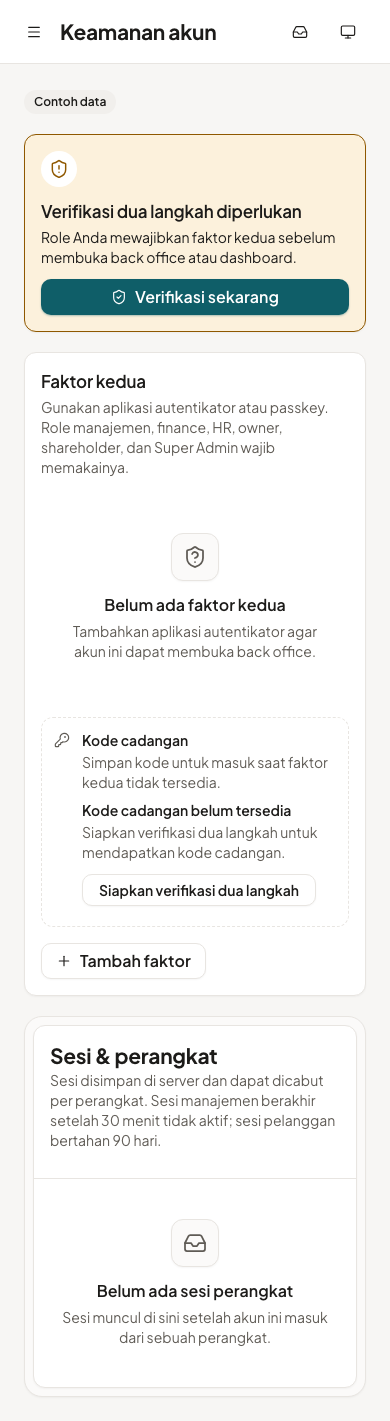 Keamanan akun
Contoh data
Verifikasi dua langkah diperlukan
Role Anda mewajibkan faktor kedua sebelum
membuka back office atau dashboard.
Verifikasi sekarang
Faktor kedua
Gunakan aplikasi autentikator atau passkey.
Role manajemen, finance, HR, owner,
shareholder, dan Super Admin wajib
memakainya.
Belum ada faktor kedua
Tambahkan aplikasi autentikator agar
akun ini dapat membuka back office.
Kode cadangan
Simpan kode untuk masuk saat faktor
kedua tidak tersedia.
Kode cadangan belum tersedia
Siapkan verifikasi dua langkah untuk
mendapatkan kode cadangan.
Siapkan verifikasi dua langkah
Tambah faktor
Sesi & perangkat
Sesi disimpan di server dan dapat dicabut
per perangkat. Sesi manajemen berakhir
setelah 30 menit tidak aktif; sesi pelanggan
bertahan 90 hari.
Belum ada sesi perangkat
Sesi muncul di sini setelah akun ini masuk
dari sebuah perangkat.